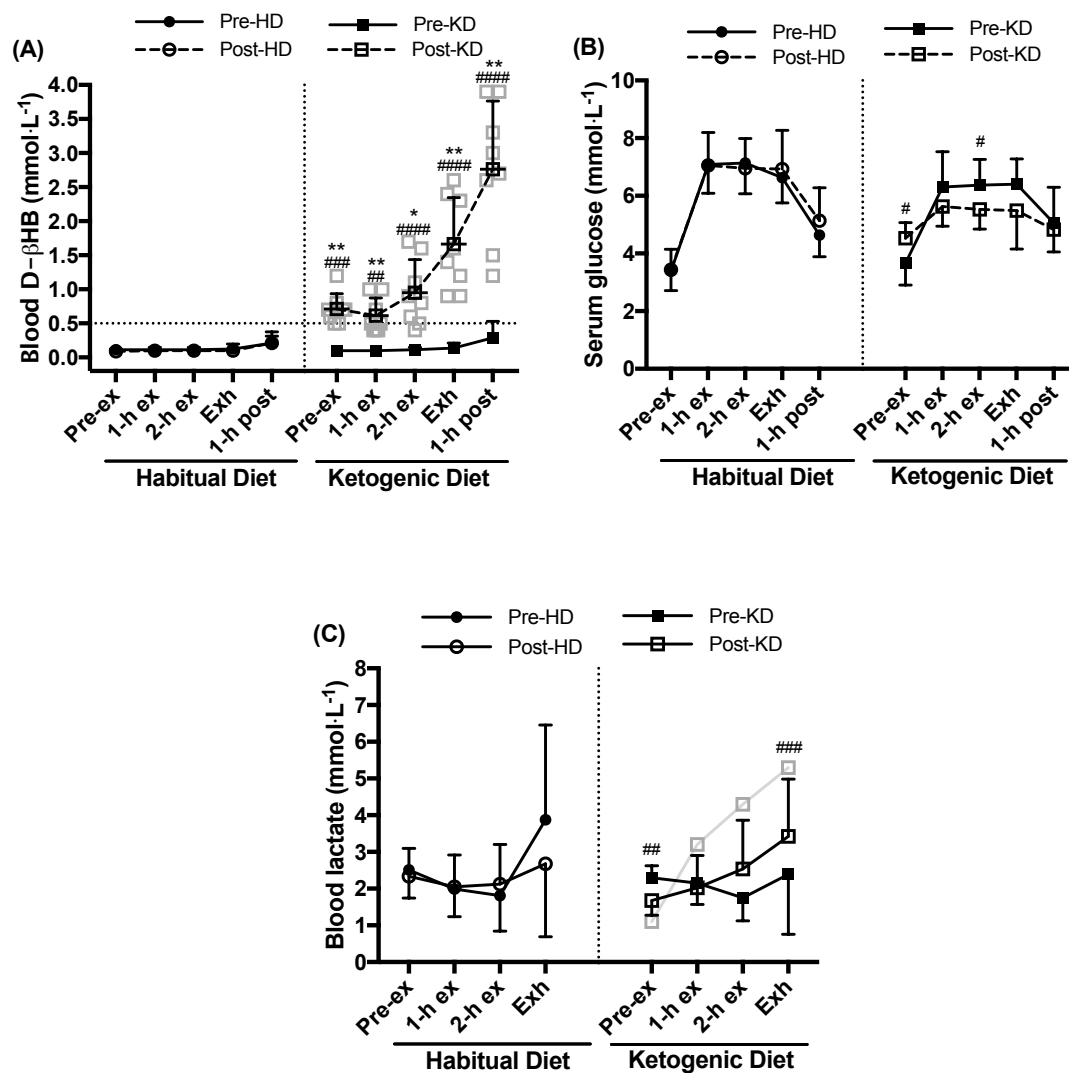 (A)
Pre-HD
Post-HD
Pre-KD
Post-KD
Blood D-βHB (mmol·L⁻¹)
4.0
3.5
3.0
2.5
2.0
1.5
1.0
0.5
0.0
**
###
**
##
*
####
**
####
**
####
Pre-ex
1-h ex
2-h ex
Exh
1-h post
Pre-ex
1-h ex
2-h ex
Exh
1-h post
Habitual Diet
Ketogenic Diet
(B)
Pre-HD
Post-HD
Pre-KD
Post-KD
Serum glucose (mmol·L⁻¹)
10
8
6
4
2
0
#
#
Pre-ex
1-h ex
2-h ex
Exh
1-h post
Pre-ex
1-h ex
2-h ex
Exh
1-h post
Habitual Diet
Ketogenic Diet
(C)
Pre-HD
Post-HD
Pre-KD
Post-KD
Blood lactate (mmol·L⁻¹)
8
7
6
5
4
3
2
1
0
##
###
Pre-ex
1-h ex
2-h ex
Exh
Pre-ex
1-h ex
2-h ex
Exh
Habitual Diet
Ketogenic Diet